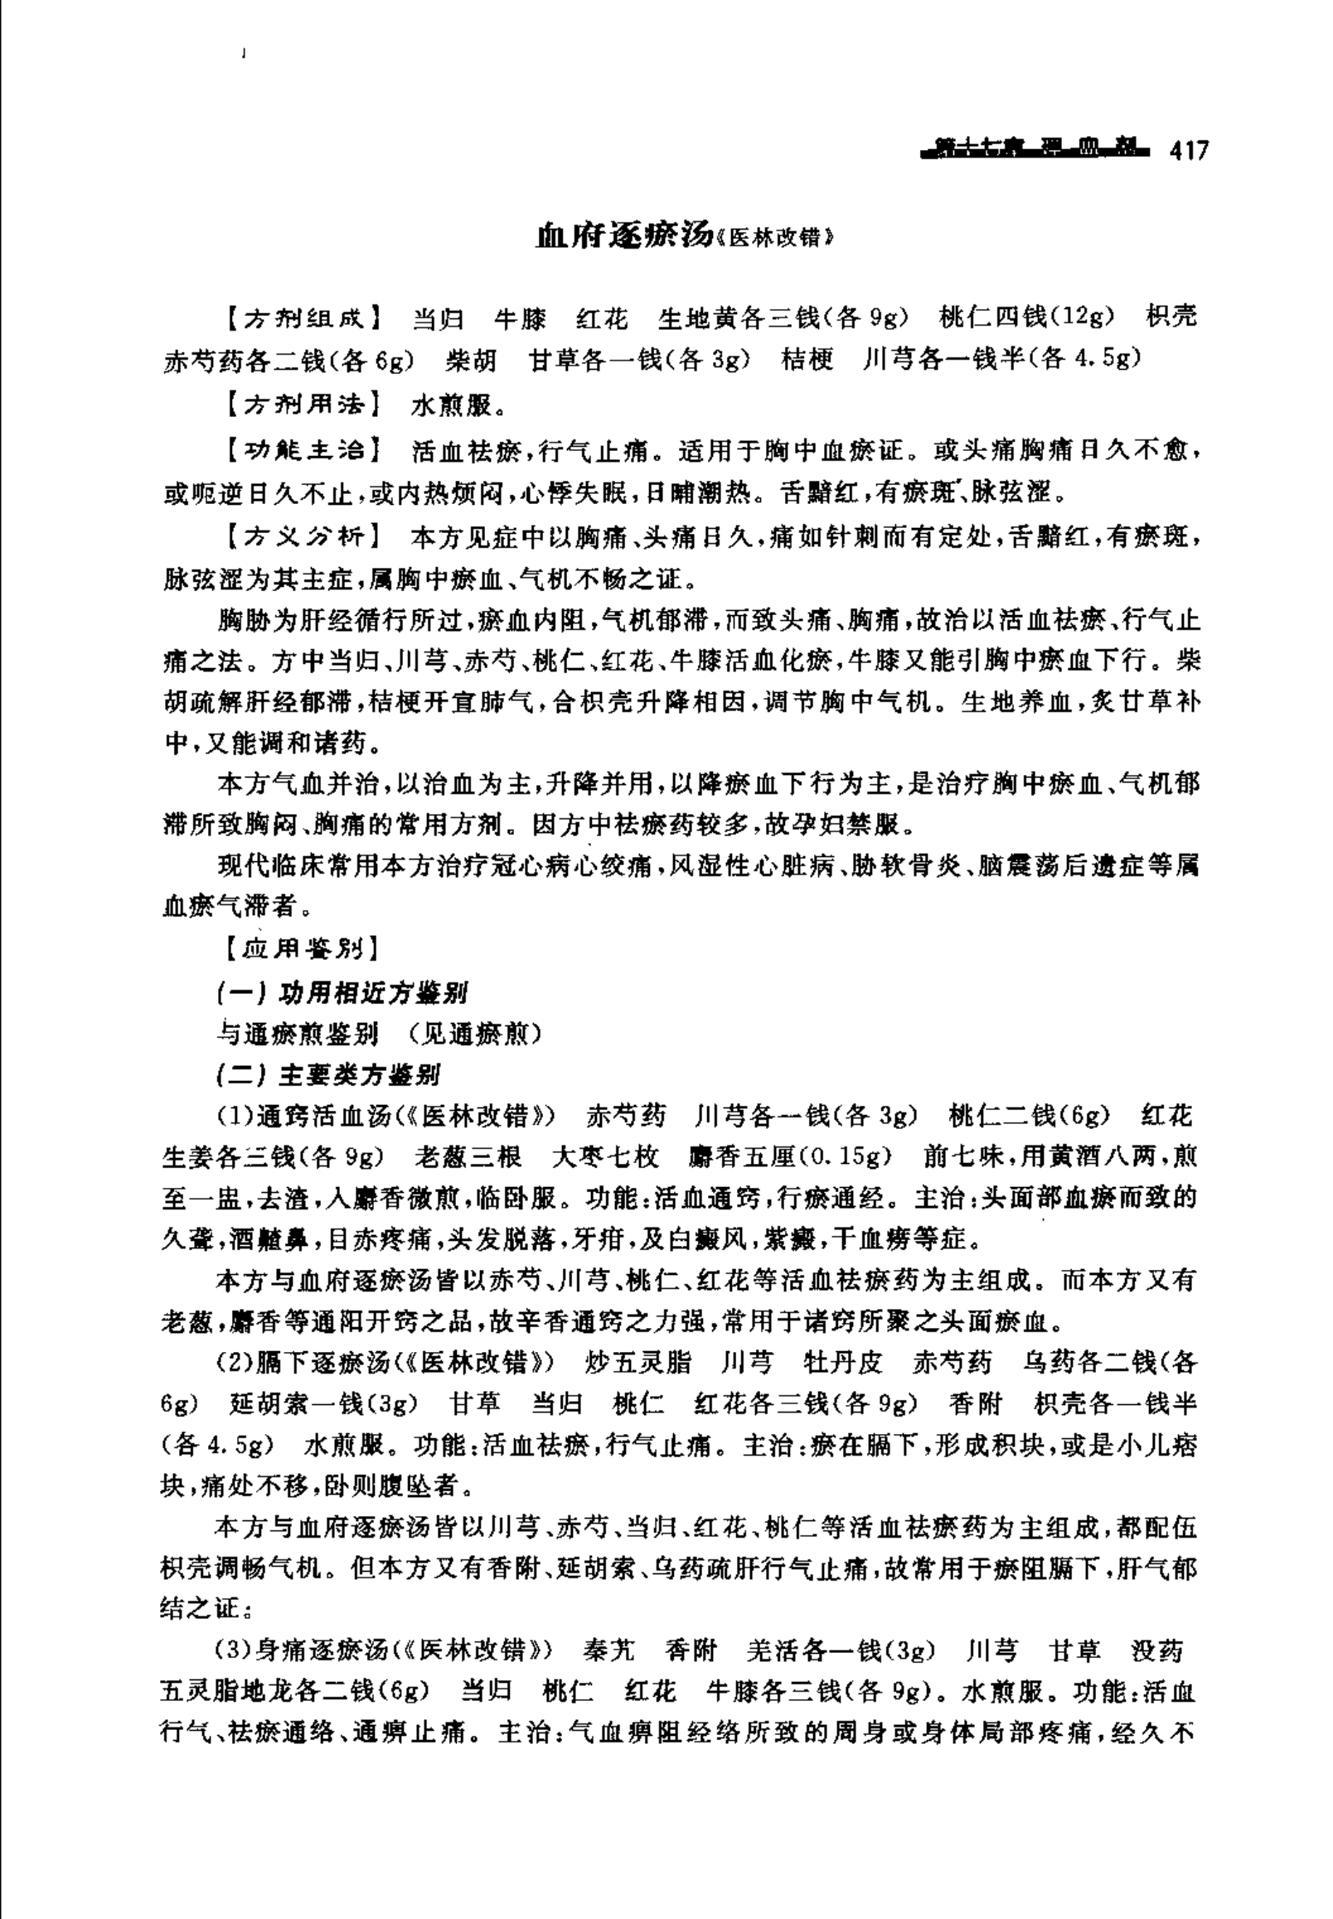 第十七章 理血剂 417
血府逐瘀汤《医林改错》
【方剂组成】 当归 牛膝 红花 生地黄各三钱(各9g) 桃仁四钱(12g) 枳壳
赤芍药各二钱(各6g) 柴胡 甘草各一钱(各3g) 桔梗 川芎各一钱半(各4.5g)
【方剂用法】 水煎服。
【功能主治】 活血祛瘀,行气止痛。适用于胸中血瘀证。或头痛胸痛日久不愈,
或呃逆日久不止,或内热烦闷,心悸失眠,日晡潮热。舌黯红,有瘀斑、脉弦涩。
【方义分析】 本方见症中以胸痛、头痛日久,痛如针刺而有定处,舌黯红,有瘀斑,
脉弦涩为其主症,属胸中瘀血、气机不畅之证。
胸胁为肝经循行所过,瘀血内阻,气机郁滞,而致头痛、胸痛,故治以活血祛瘀、行气止
痛之法。方中当归、川芎、赤芍、桃仁、红花、牛膝活血化瘀,牛膝又能引胸中瘀血下行。柴
胡疏解肝经郁滞,桔梗开宣肺气,合枳壳升降相因,调节胸中气机。生地养血,炙甘草补
中,又能调和诸药。
本方气血并治,以治血为主,升降并用,以降瘀血下行为主,是治疗胸中瘀血、气机郁
滞所致胸闷、胸痛的常用方剂。因方中祛瘀药较多,故孕妇禁服。
现代临床常用本方治疗冠心病心绞痛,风湿性心脏病、胁软骨炎、脑震荡后遗症等属
血瘀气滞者。
【应用鉴别】
(一)功用相近方鉴别
与通瘀煎鉴别 (见通瘀煎)
(二)主要类方鉴别
(1)通窍活血汤(《医林改错》) 赤芍药 川芎各一钱(各3g) 桃仁二钱(6g) 红花
生姜各三钱(各9g) 老葱三根 大枣七枚 麝香五厘(0.15g) 前七味,用黄酒八两,煎
至一盅,去渣,入麝香微煎,临卧服。功能:活血通窍,行瘀通经。主治:头面部血瘀而致的
久聋,酒齄鼻,目赤疼痛,头发脱落,牙疳,及白癜风,紫癜,干血痨等症。
本方与血府逐瘀汤皆以赤芍、川芎、桃仁、红花等活血祛瘀药为主组成。而本方又有
老葱,麝香等通阳开窍之品,故辛香通窍之力强,常用于诸窍所聚之头面瘀血。
(2)膈下逐瘀汤(《医林改错》) 炒五灵脂 川芎 牡丹皮 赤芍药 乌药各二钱(各
6g) 延胡索一钱(3g) 甘草 当归 桃仁 红花各三钱(各9g) 香附 枳壳各一钱半
(各4.5g) 水煎服。功能:活血祛瘀,行气止痛。主治:瘀在膈下,形成积块,或是小儿痞
块,痛处不移,卧则腹坠者。
本方与血府逐瘀汤皆以川芎、赤芍、当归、红花、桃仁等活血祛瘀药为主组成,都配伍
枳壳调畅气机。但本方又有香附、延胡索、乌药疏肝行气止痛,故常用于瘀阻膈下,肝气郁
结之证;
(3)身痛逐瘀汤(《医林改错》) 秦艽 香附 羌活各一钱(3g) 川芎 甘草 没药
五灵脂地龙各二钱(6g) 当归 桃仁 红花 牛膝各三钱(各9g)。水煎服。功能:活血
行气、祛瘀通络、通痹止痛。主治:气血痹阻经络所致的周身或身体局部疼痛,经久不